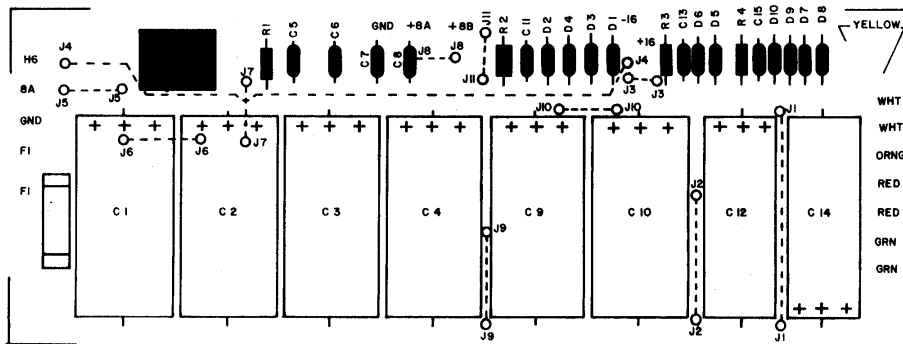 J4
H6
8A
J5
J5
GND
F1
F1
R1
C5
C6
GND
+8A
+8B
C7
C8
J8
J8
J11
J11
R2
C11
D2
D4
D3
D1
-16
+16
J4
J3
J3
R3
C13
D6
D5
R4
C15
D10
D9
D7
D8
YELLOW
J7
J7
J10
J10
J1
+ + +
+ + +
+ + +
+ + +
+ + +
+ + +
+ + +
J6
J6
J2
C1
C2
C3
C4
C9
C10
C12
C14
J9
J9
J2
J1
+ + +
WHT
WHT
ORNG
RED
RED
GRN
GRN